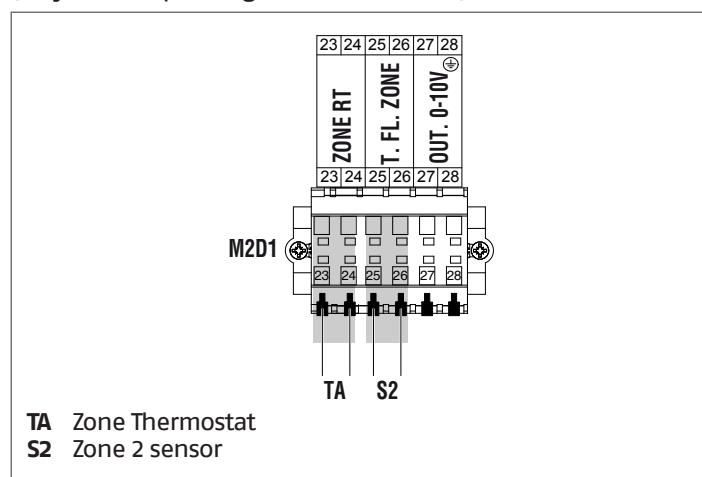 23 24 25 26 27 28
ZONE RT
T. FL. ZONE
OUT. 0-10V
23 24 25 26 27 28
M2D1
23 24 25 26 27 28
TA S2
TA Zone Thermostat
S2 Zone 2 sensor